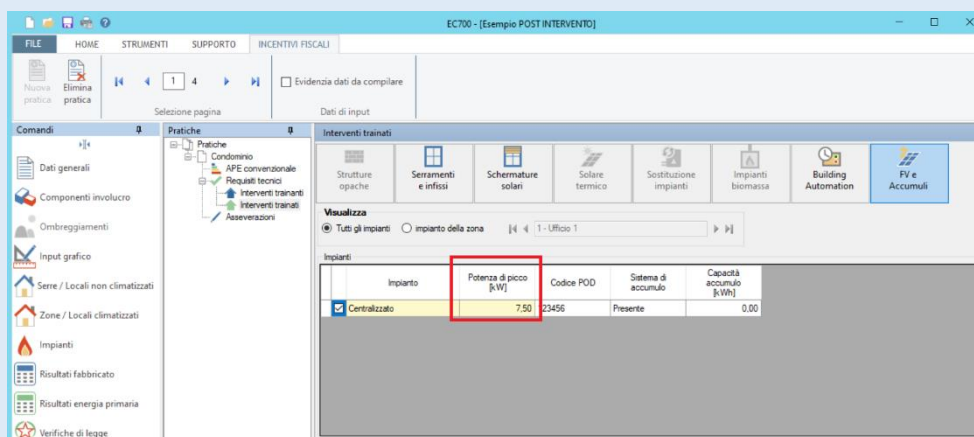 EC700 - [Esempio POST INTERVENTO]
FILE HOME STRUMENTI SUPPORTO INCENTIVI FISCALI
Nuova pratica
Elimina pratica
1 4
Selezione pagina
Evidenzia dati da compilare
Dati di input
Comandi
Dati generali
Componenti involucro
Ombreggiamenti
Input grafico
Serre / Locali non climatizzati
Zone / Locali climatizzati
Impianti
Risultati fabbricato
Risultati energia primaria
Verifiche di legge
Pratiche
Pratiche
Condominio
APE convenzionale
Requisiti tecnici
Interventi trainanti
Interventi trainati
Asseverazioni
Interventi trainati
Strutture opache
Serramenti e infissi
Schermature solari
Solare termico
Sostituzione impianti
Impianti biomassa
Building Automation
FV e Accumuli
Visualizza
Tutti gli impianti impianto della zona 1 - Ufficio 1
Impianti
Impianto Potenza di picco [kW] Codice POD Sistema di accumulo Capacità accumulo [kWh]
Centralizzato 7,50 23456 Presente 0,00